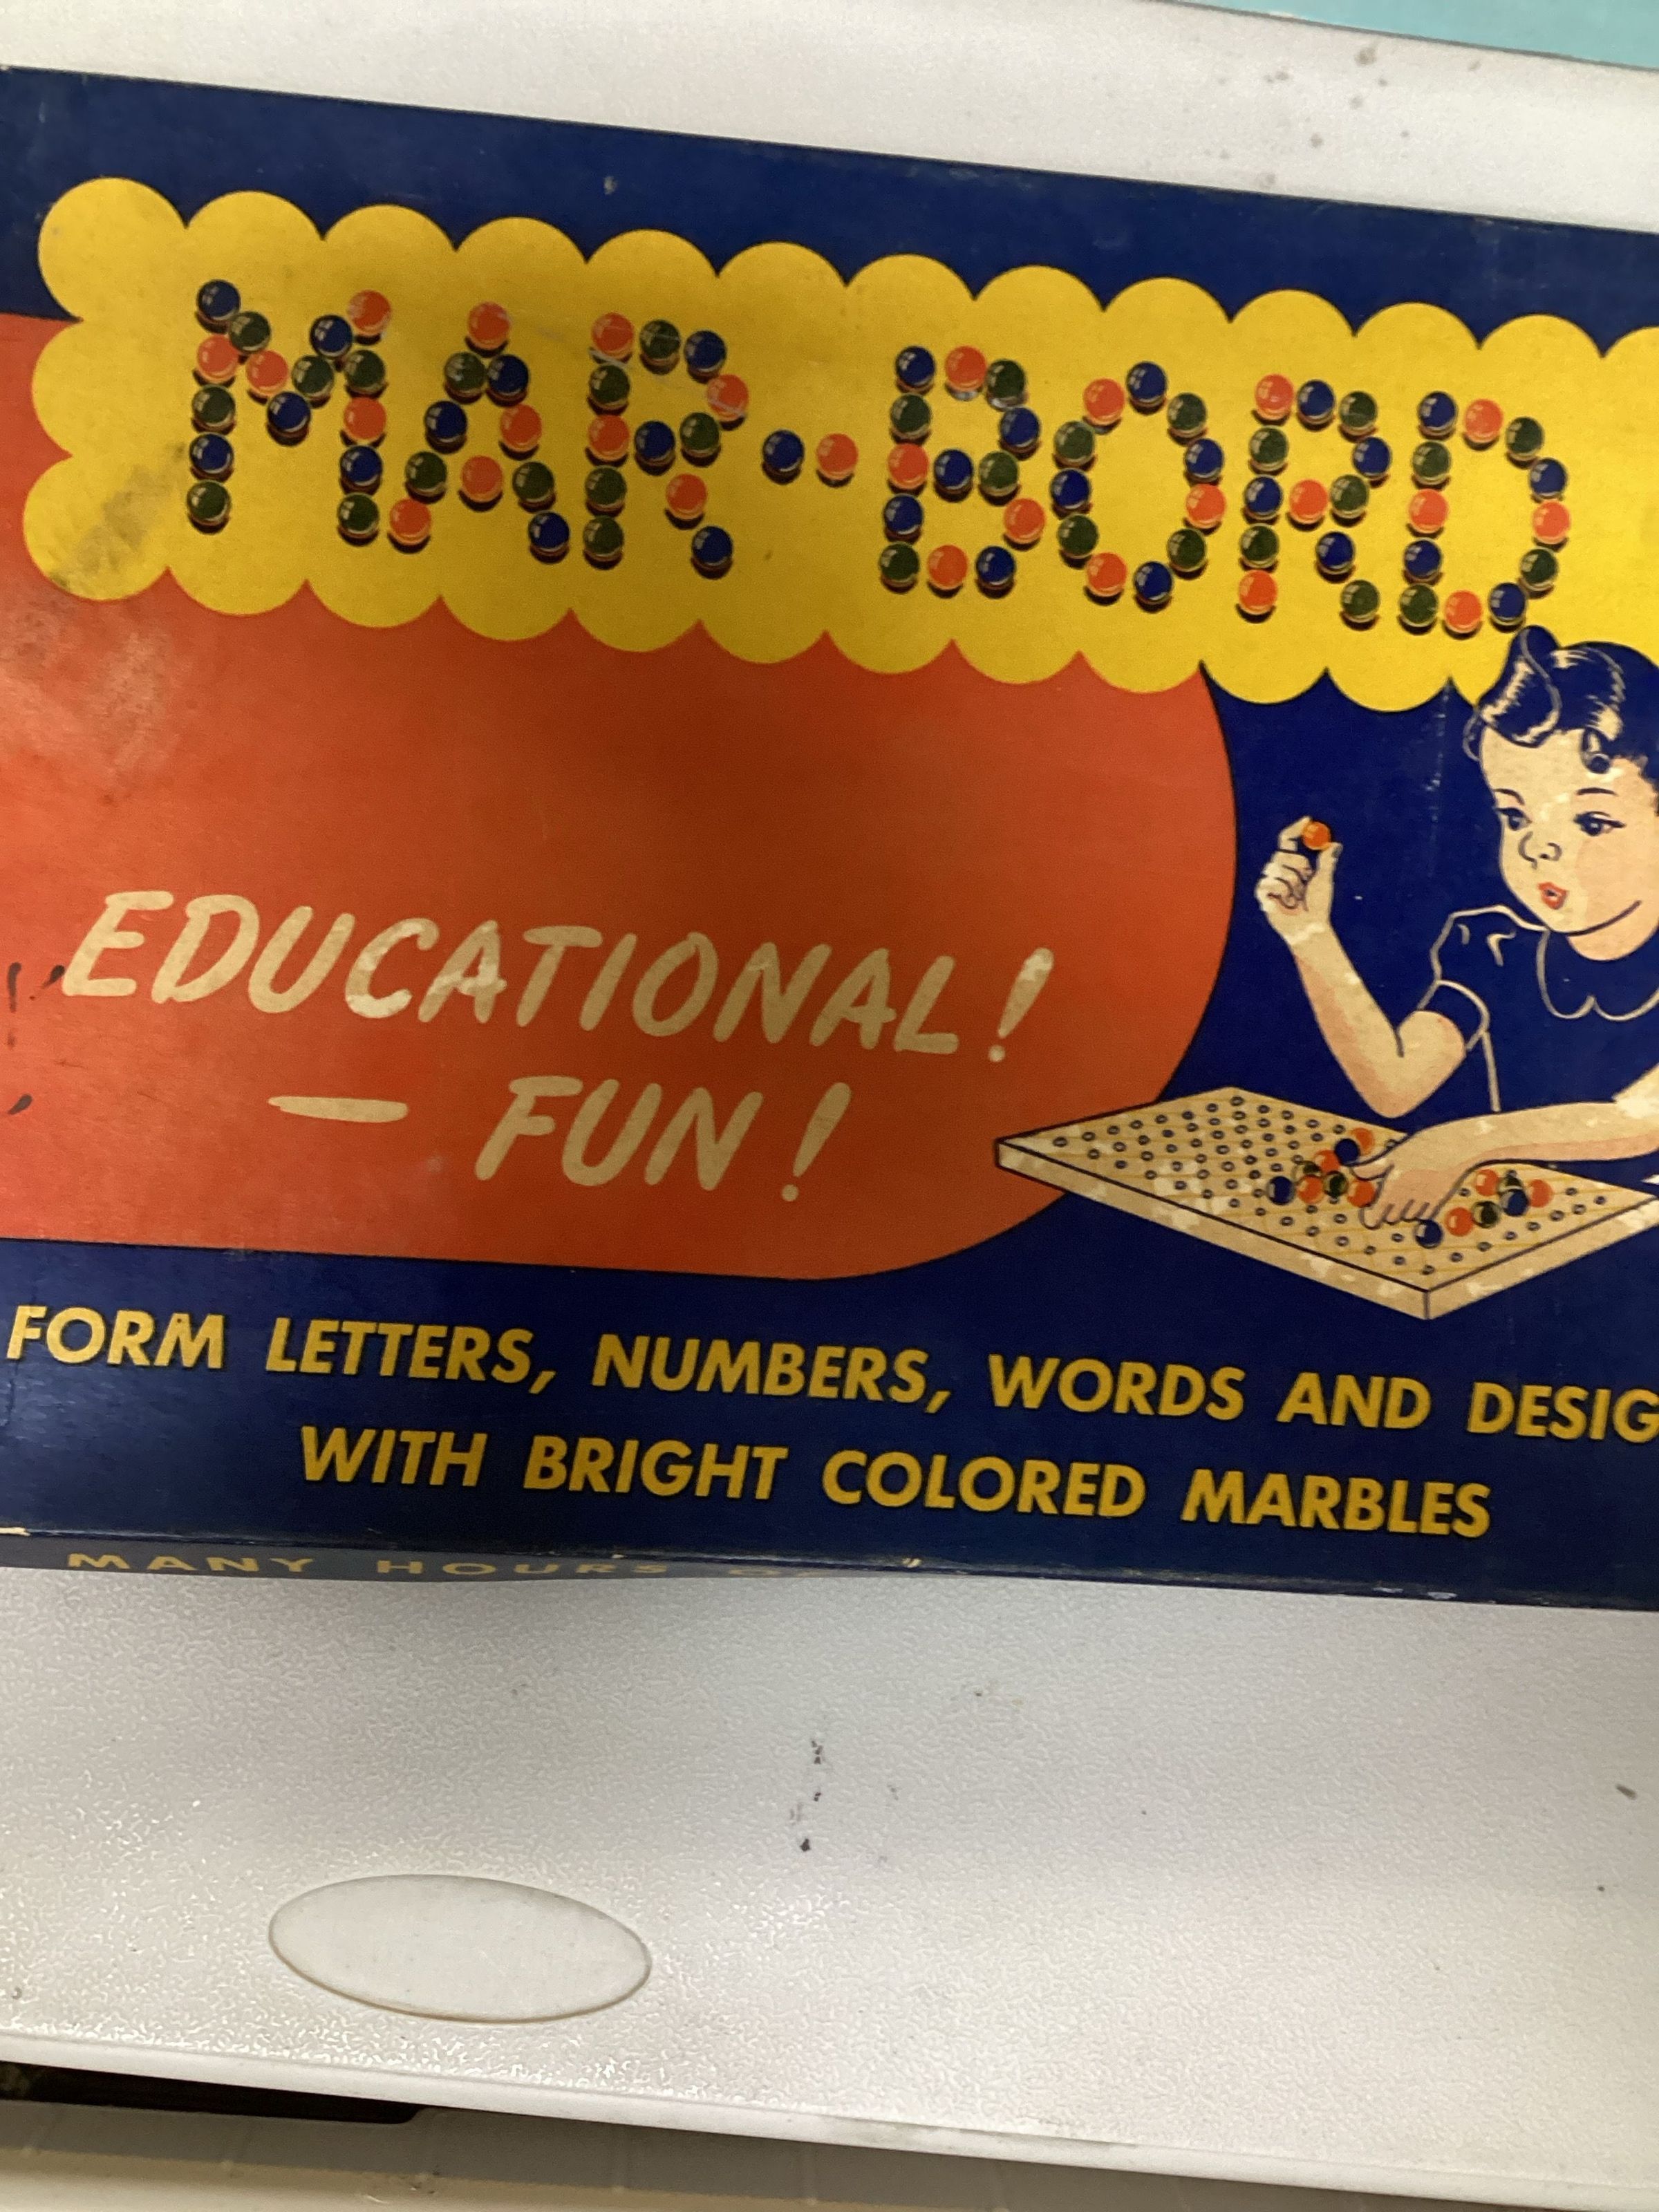 MAR-BORD
EDUCATIONAL!
— FUN!
FORM LETTERS, NUMBERS, WORDS AND DESIG
WITH BRIGHT COLORED MARBLES
MANY HOURS